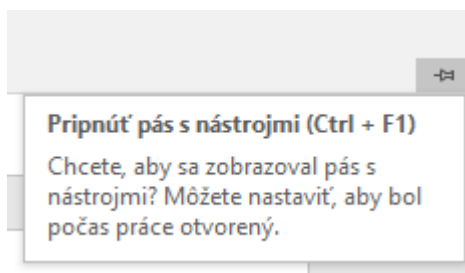 Pripnúť pás s nástrojmi (Ctrl + F1)
Chcete, aby sa zobrazoval pás s
nástrojmi? Môžete nastaviť, aby bol
počas práce otvorený.